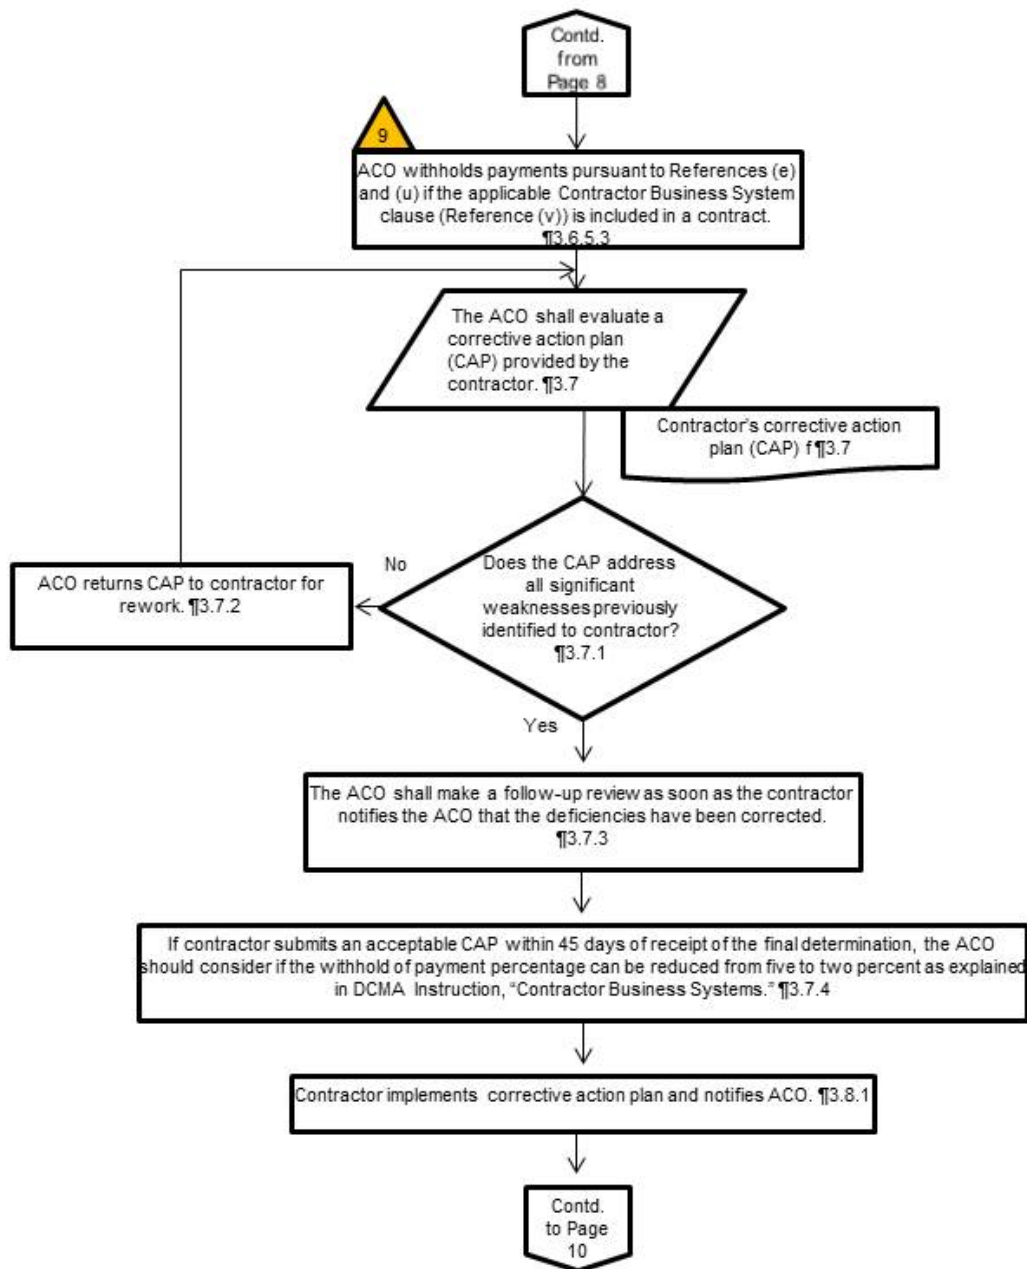 Contd.
from
Page 8
9
ACO withholds payments pursuant to References (e)
and (u) if the applicable Contractor Business System
clause (Reference (v)) is included in a contract.
¶3.6.5.3
The ACO shall evaluate a
corrective action plan
(CAP) provided by the
contractor. ¶3.7
Contractor's corrective action
plan (CAP) f¶3.7
Does the CAP address
all significant
weaknesses previously
identified to contractor?
¶3.7.1
No
ACO returns CAP to contractor for
rework. ¶3.7.2
Yes
The ACO shall make a follow-up review as soon as the contractor
notifies the ACO that the deficiencies have been corrected.
¶3.7.3
If contractor submits an acceptable CAP within 45 days of receipt of the final determination, the ACO
should consider if the withhold of payment percentage can be reduced from five to two percent as explained
in DCMA Instruction, “Contractor Business Systems.” ¶3.7.4
Contractor implements corrective action plan and notifies ACO. ¶3.8.1
Contd.
to Page
10